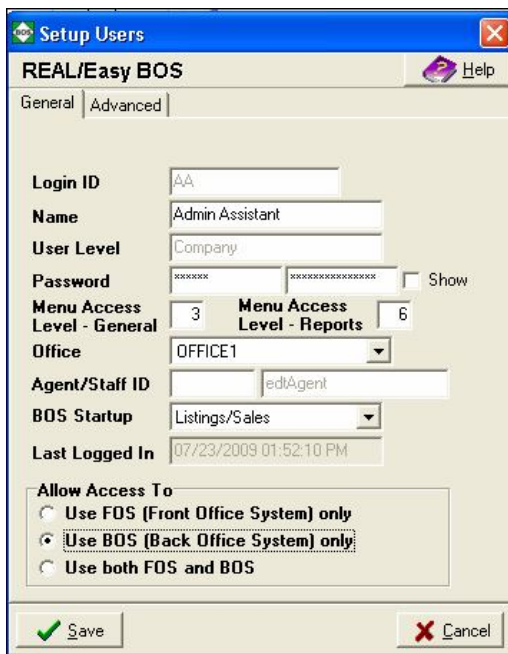 BOS Setup Users
REAL/Easy BOS Help
General Advanced
Login ID AA
Name Admin Assistant
User Level Company
Password ****** ************** Show
Menu Access Level - General 3 Menu Access Level - Reports 6
Office OFFICE1
Agent/Staff ID edtAgent
BOS Startup Listings/Sales
Last Logged In 07/23/2009 01:52:10 PM
Allow Access To
Use FOS (Front Office System) only
Use BOS (Back Office System) only
Use both FOS and BOS
Save Cancel